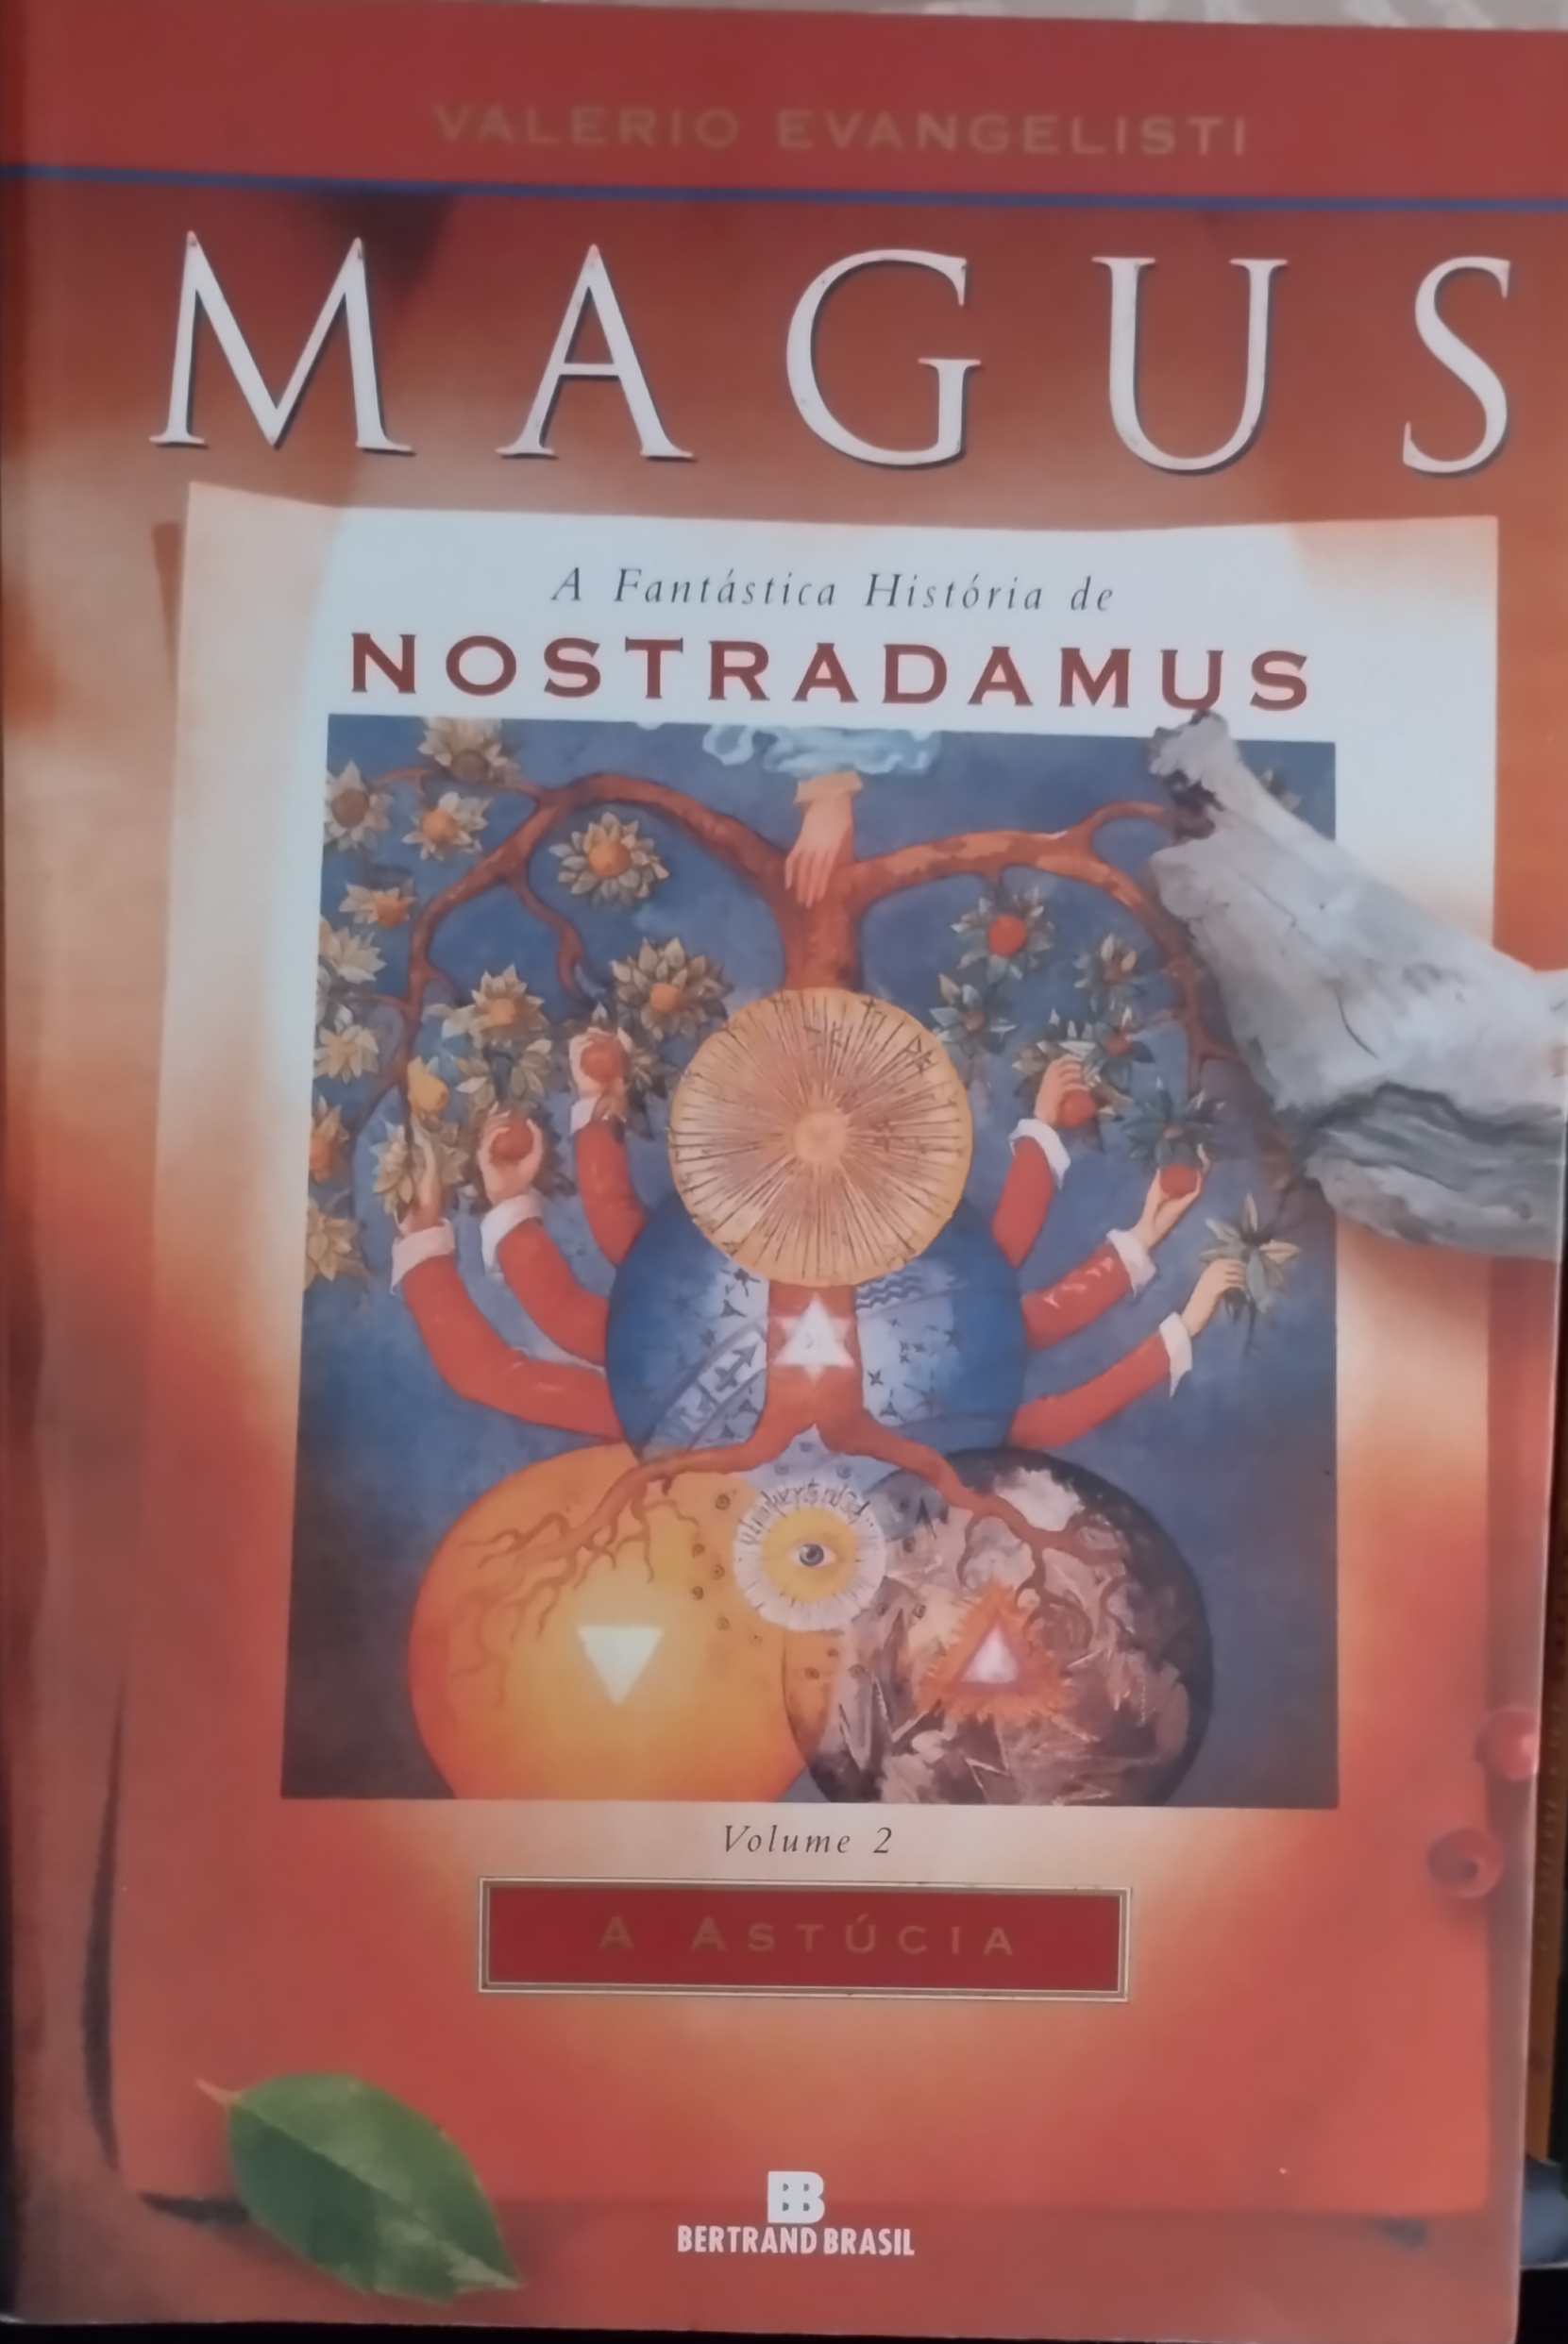 VALERIO EVANGELISTI
MAGUS
A Fantástica História de
NOSTRADAMUS
Volume 2
A ASTÚCIA
BB
BERTRAND BRASIL